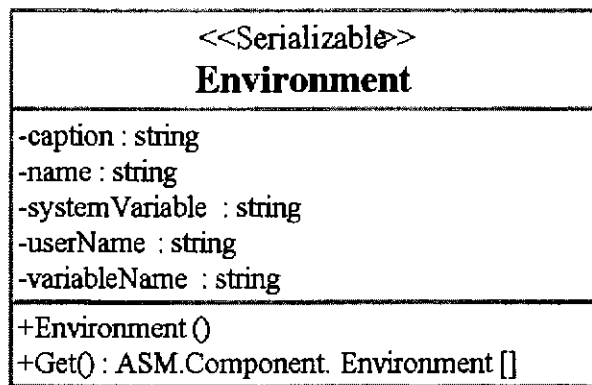 <<Serializable>>
Environment
-caption : string
-name : string
-systemVariable : string
-userName : string
-variableName : string
+Environment ()
+Get() : ASM.Component. Environment []